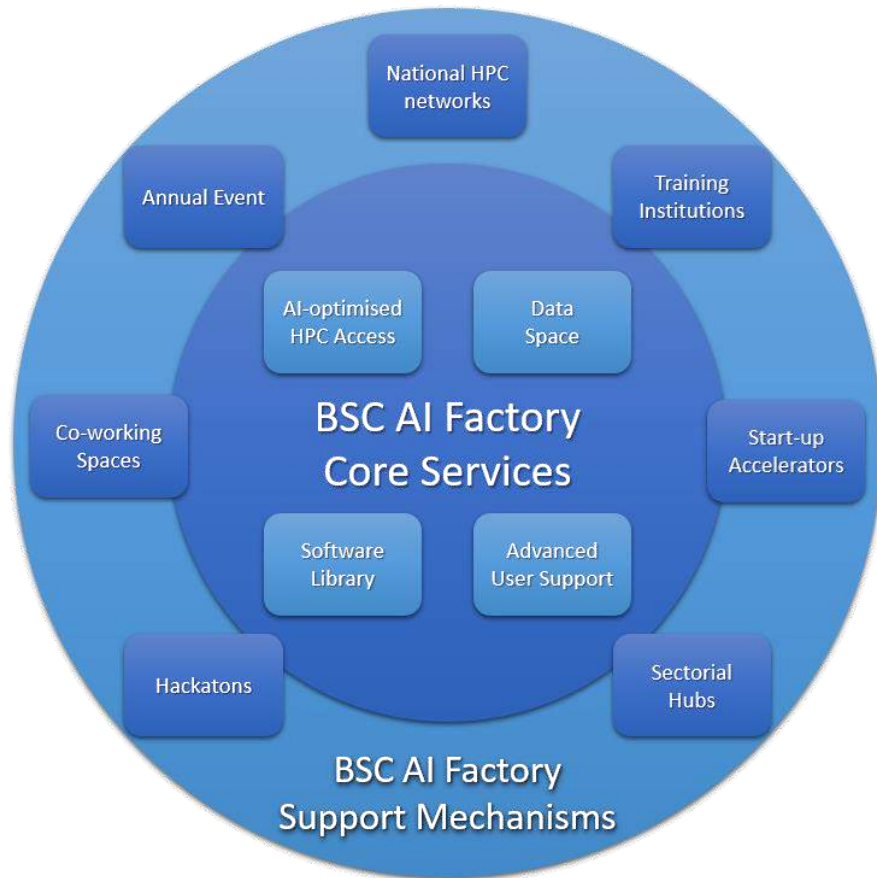 National HPC
networks
Annual Event
Training
Institutions
AI-optimised
HPC Access
Data
Space
BSC AI Factory
Core Services
Co-working
Spaces
Start-up
Accelerators
Software
Library
Advanced
User Support
Hackatons
Sectorial
Hubs
BSC AI Factory
Support Mechanisms